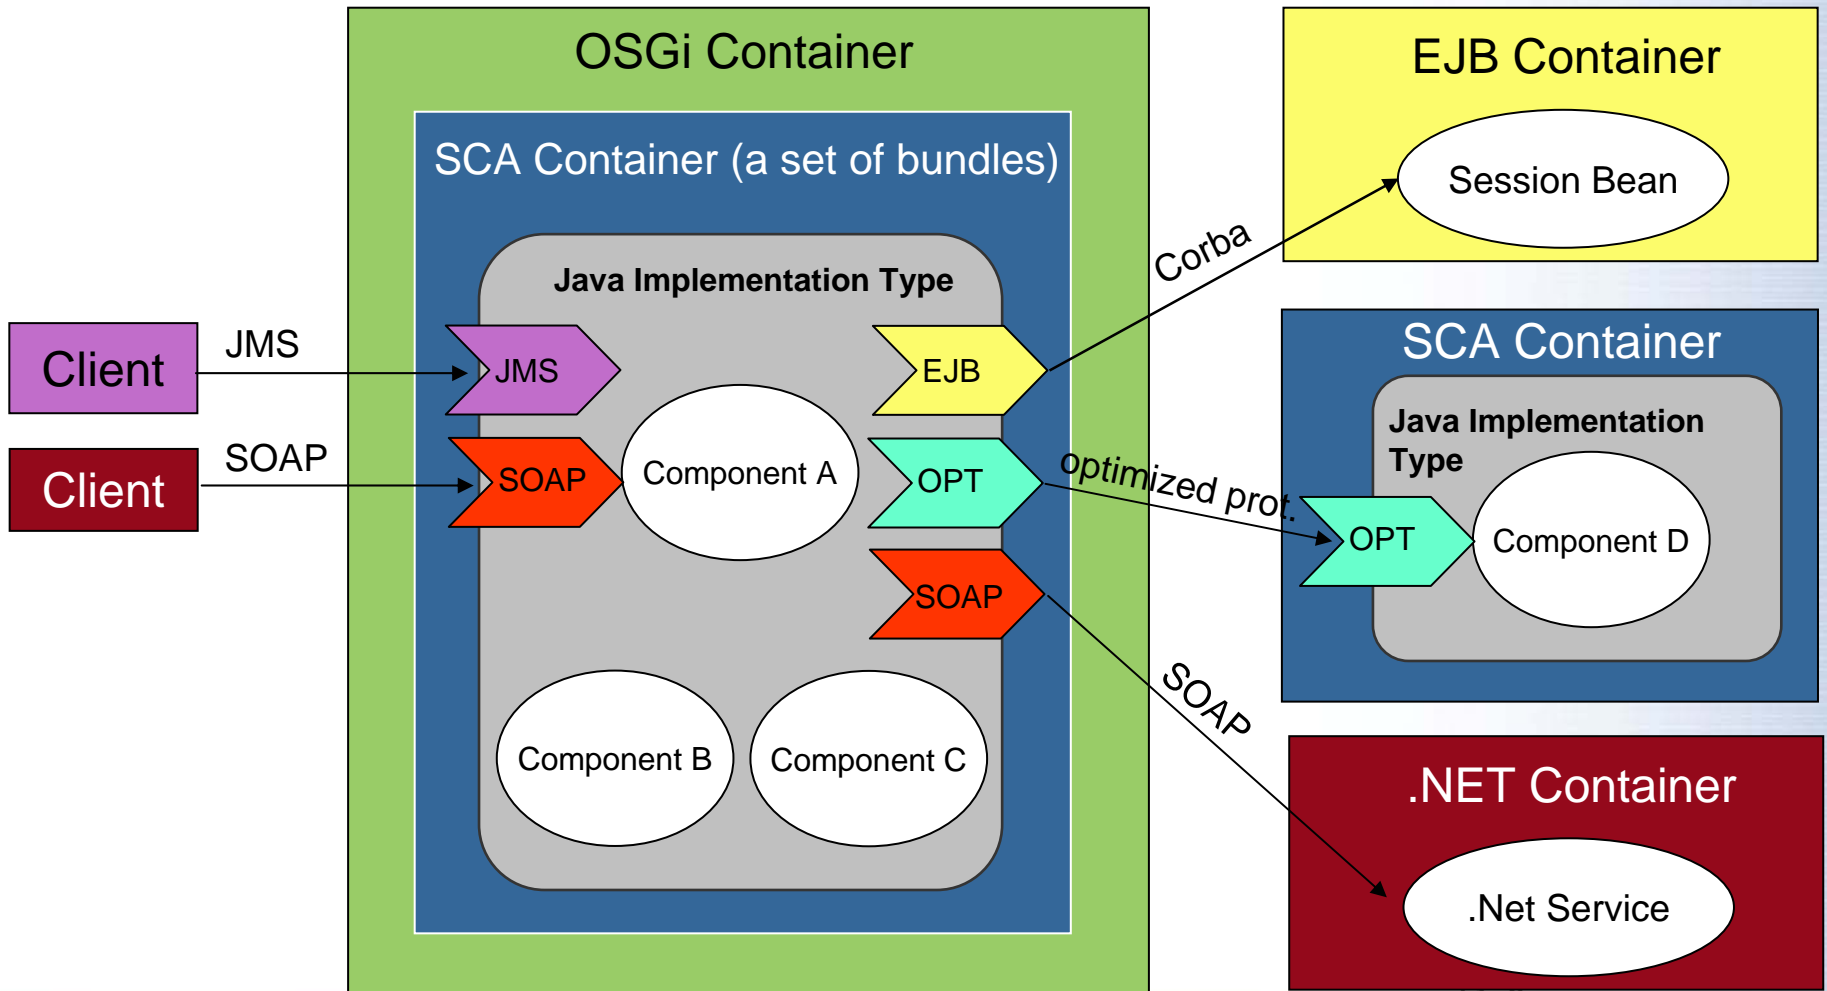 OSGi Container
SCA Container (a set of bundles)
Java Implementation Type
Client
JMS
JMS
Client
SOAP
SOAP
Component A
EJB
OPT
SOAP
Component B
Component C
Corba
optimized prot.
SOAP
EJB Container
Session Bean
SCA Container
Java Implementation
Type
OPT
Component D
.NET Container
.Net Service